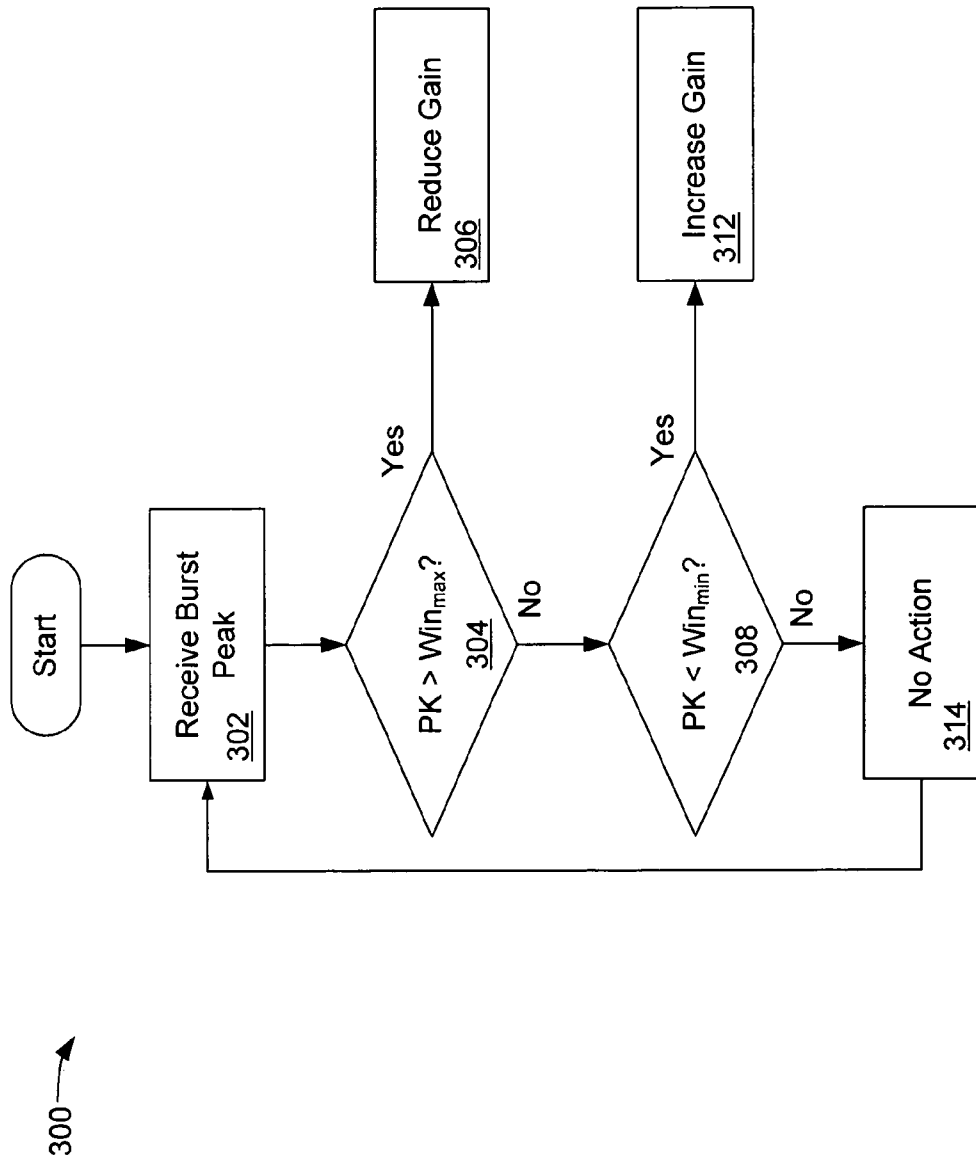 300
Start
Receive Burst
Peak
302
PK > Winmax?
304
Yes
No
Reduce Gain
306
PK < Winmin?
308
Yes
No
Increase Gain
312
No Action
314